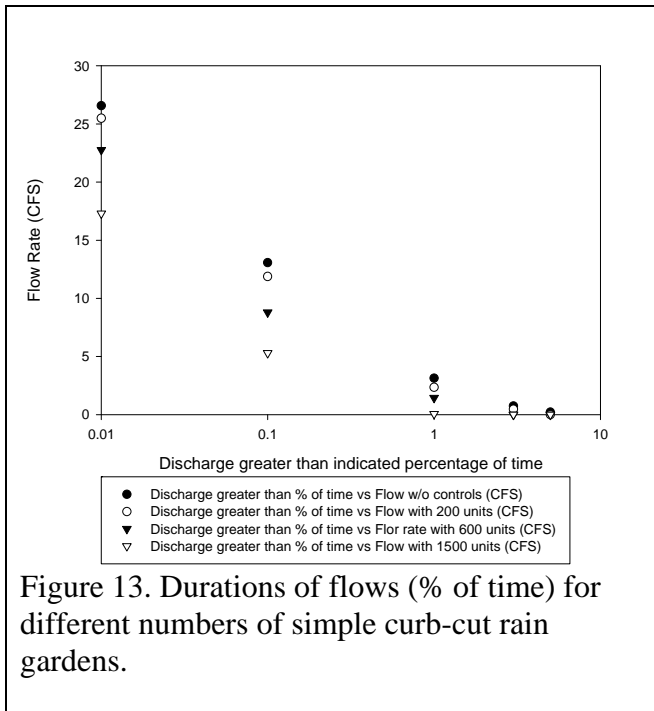 30
25
20
15
10
5
0
Flow Rate (CFS)
0.01 0.1 1 10
Discharge greater than indicated percentage of time
Discharge greater than % of time vs Flow w/o controls (CFS)
Discharge greater than % of time vs Flow with 200 units (CFS)
Discharge greater than % of time vs Flor rate with 600 units (CFS)
Discharge greater than % of time vs Flow with 1500 units (CFS)
Figure 13. Durations of flows (% of time) for
different numbers of simple curb-cut rain
gardens.